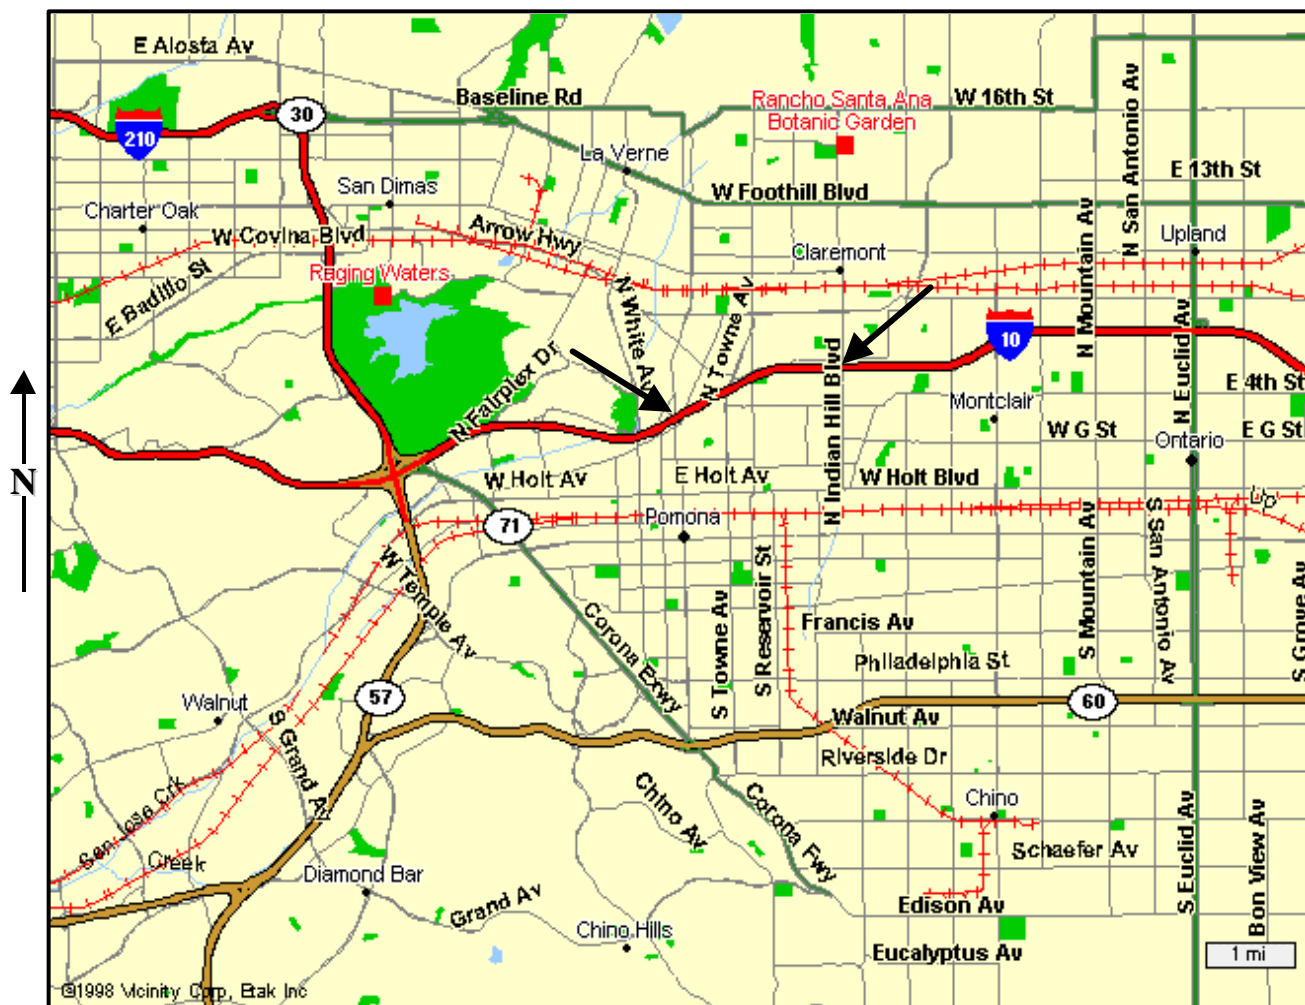 E Alosta Av
Baseline Rd
Rancho Santa Ana
Botanic Garden
W 16th St
30
210
La Verne
E 13th St
San Dimas
W Foothill Blvd
N San Antonio Av
Charter Oak
W Covina Blvd
Arrow Hwy
Claremont
N Mountain Av
Upland
E Badillo St
Raging Waters
N White Av
N Towne Av
10
N Euclid Av
N Fairplex Dr
N Indian Hill Blvd
E 4th St
Montclair
W G St
E G St
Ontario
N
W Holt Av
E Holt Av
W Holt Blvd
Up
71
Pomona
W Temple Av
Corona Exwy
S Towne Av
S Reservoir St
Francis Av
S Mountain Av
S San Antonio Av
S Grove Av
Philadelphia St
57
Walnut
60
S Grand Av
Walnut Av
Riverside Dr
San Jose Crk
Creek
Chino Av
Corona Fwy
Chino
Schaefer Av
S Euclid Av
Bon View Av
Diamond Bar
Grand Av
Edison Av
Chino Hills
Eucalyptus Av
1 mi
©1998 Vicinity Corp, Etak Inc